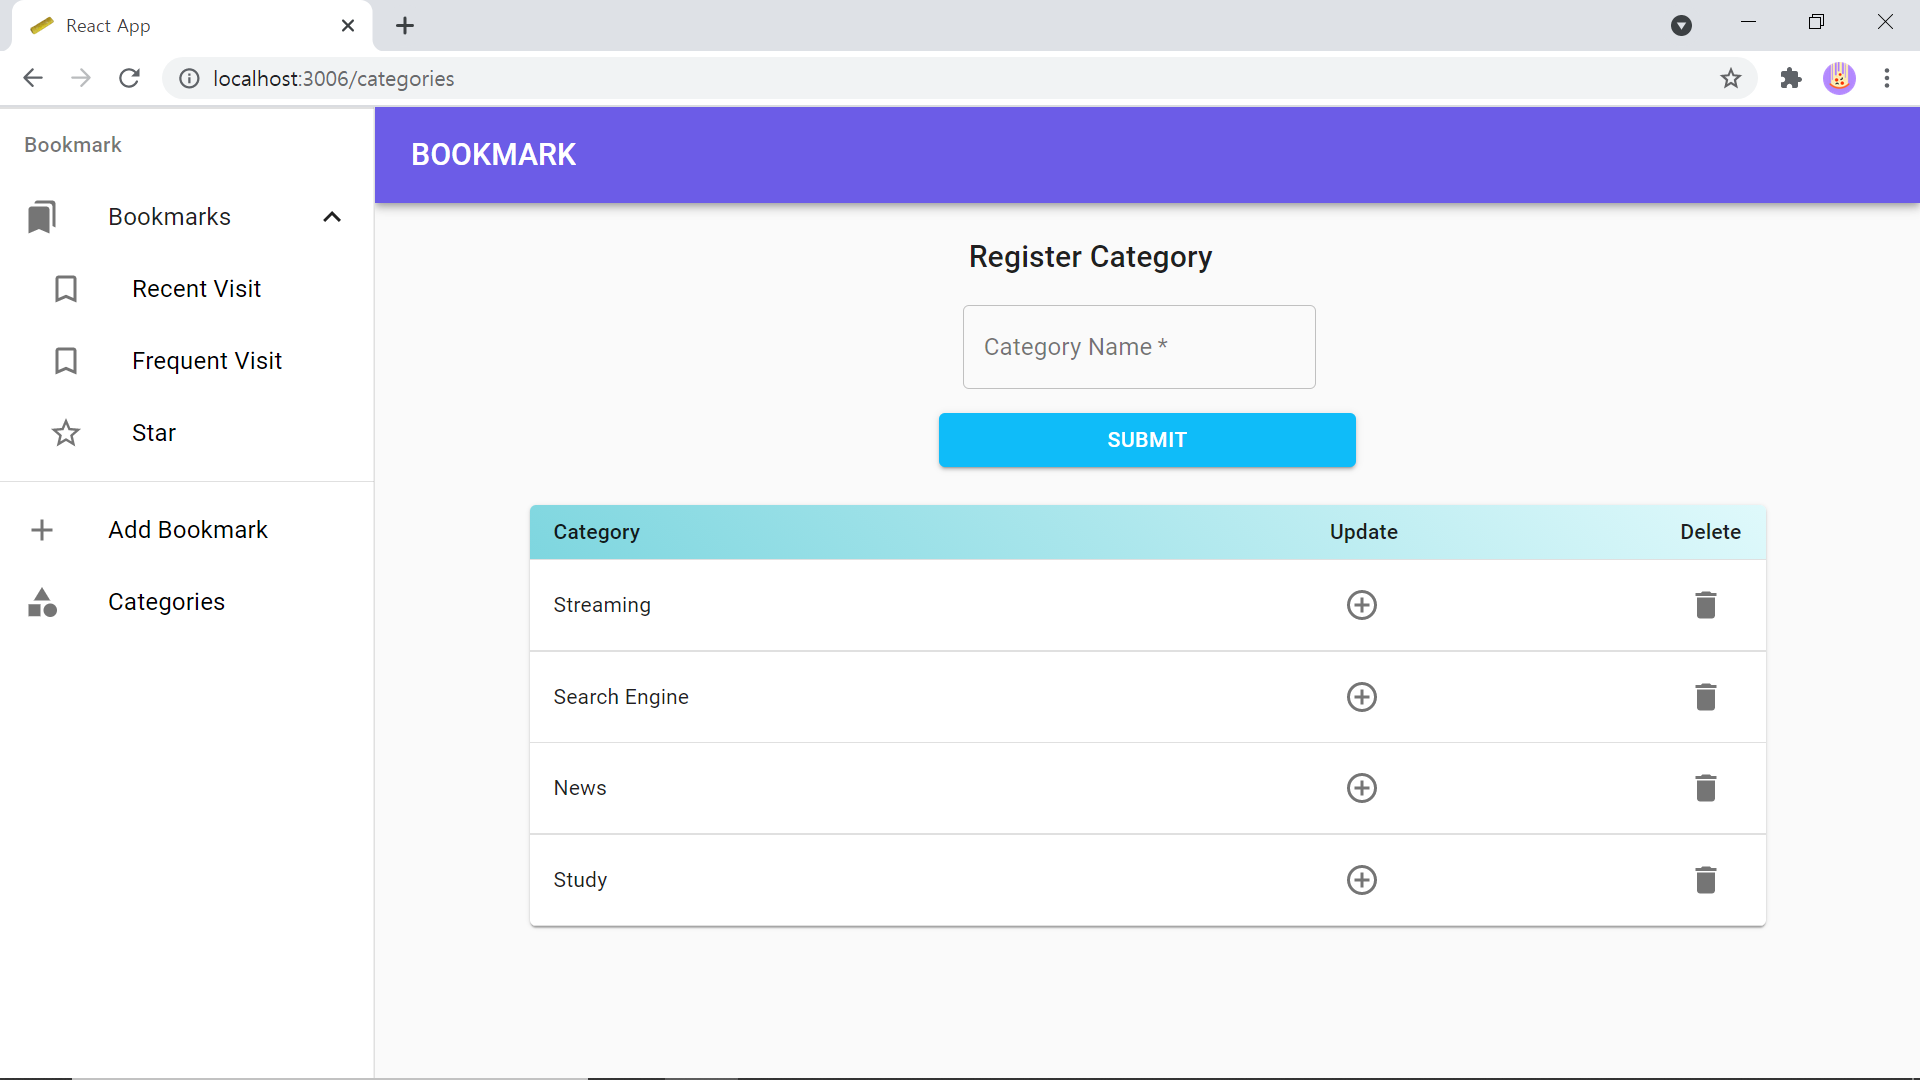 React App
localhost:3006/categories
Bookmark
Bookmarks
Recent Visit
Frequent Visit
Star
Add Bookmark
Categories
BOOKMARK
Register Category
Category Name *
SUBMIT
Category Update Delete
Streaming
Search Engine
News
Study